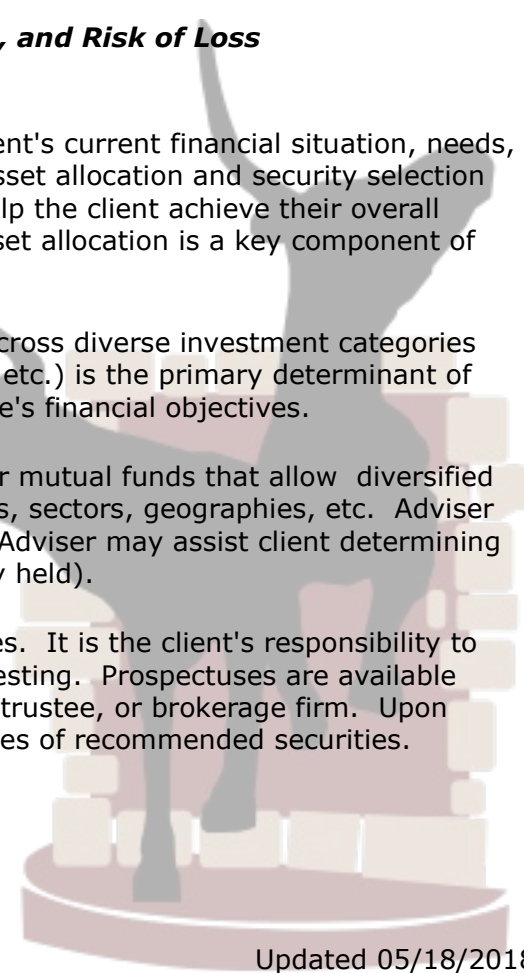 , and Risk of Loss
ent's current financial situation, needs,
sset allocation and security selection
lp the client achieve their overall
set allocation is a key component of
cross diverse investment categories
etc.) is the primary determinant of
e's financial objectives.
r mutual funds that allow  diversified
s, sectors, geographies, etc.  Adviser
Adviser may assist client determining
y held).
es.  It is the client's responsibility to
esting.  Prospectuses are available
trustee, or brokerage firm.  Upon
es of recommended securities.
Updated 05/18/2018